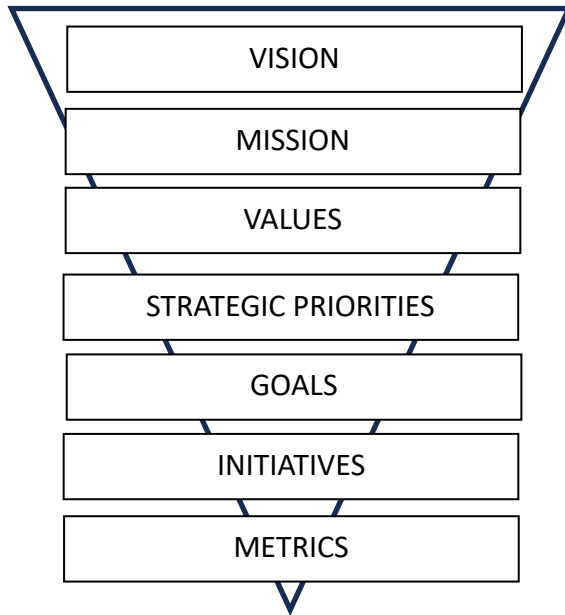 VISION
MISSION
VALUES
STRATEGIC PRIORITIES
GOALS
INITIATIVES
METRICS